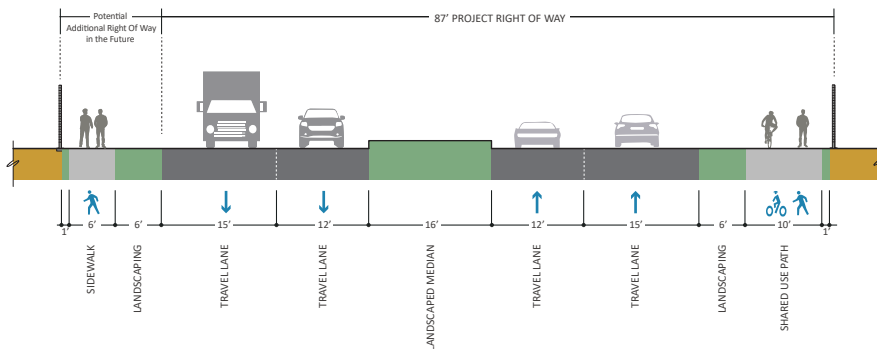 Potential
Additional Right Of Way
in the Future
87’ PROJECT RIGHT OF WAY
1’
6’
6’
15’
12’
16’
12’
15’
6’
10’
1’
SIDEWALK
LANDSCAPING
TRAVEL LANE
TRAVEL LANE
LANDSCAPED MEDIAN
TRAVEL LANE
TRAVEL LANE
LANDSCAPING
SHARED USE PATH